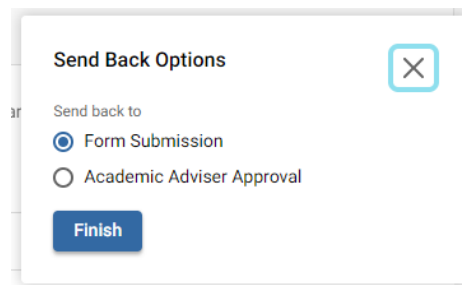 Send Back Options
Send back to
Form Submission
Academic Adviser Approval
Finish